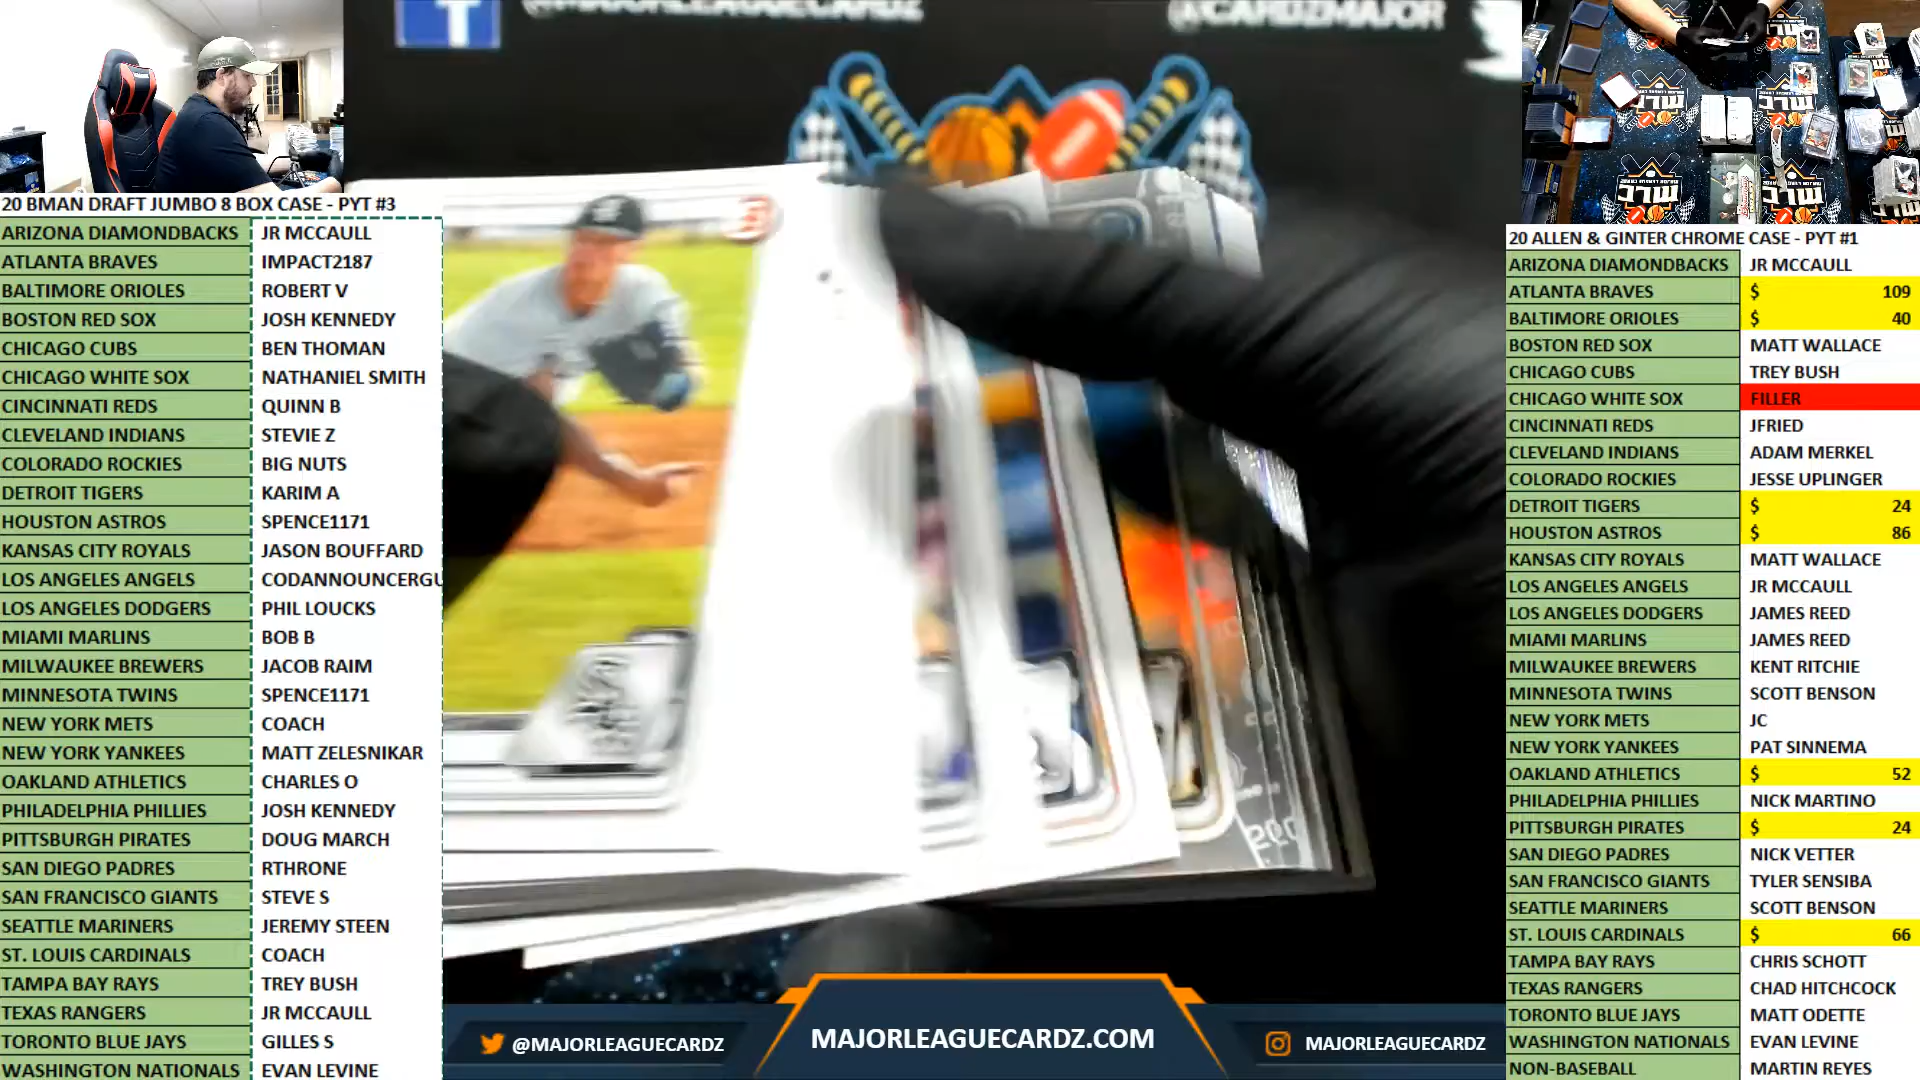 @MAJORLEAGUECARDZ
@CARDZMAJOR
20 BMAN DRAFT JUMBO 8 BOX CASE - PYT #3
ARIZONA DIAMONDBACKS JR MCCAULL
ATLANTA BRAVES IMPACT2187
BALTIMORE ORIOLES ROBERT V
BOSTON RED SOX JOSH KENNEDY
CHICAGO CUBS BEN THOMAN
CHICAGO WHITE SOX NATHANIEL SMITH
CINCINNATI REDS QUINN B
CLEVELAND INDIANS STEVIE Z
COLORADO ROCKIES BIG NUTS
DETROIT TIGERS KARIM A
HOUSTON ASTROS SPENCE1171
KANSAS CITY ROYALS JASON BOUFFARD
LOS ANGELES ANGELS CODANNOUNCERGU
LOS ANGELES DODGERS PHIL LOUCKS
MIAMI MARLINS BOB B
MILWAUKEE BREWERS JACOB RAIM
MINNESOTA TWINS SPENCE1171
NEW YORK METS COACH
NEW YORK YANKEES MATT ZELESNIKAR
OAKLAND ATHLETICS CHARLES O
PHILADELPHIA PHILLIES JOSH KENNEDY
PITTSBURGH PIRATES DOUG MARCH
SAN DIEGO PADRES RTHRONE
SAN FRANCISCO GIANTS STEVE S
SEATTLE MARINERS JEREMY STEEN
ST. LOUIS CARDINALS COACH
TAMPA BAY RAYS TREY BUSH
TEXAS RANGERS JR MCCAULL
TORONTO BLUE JAYS GILLES S
WASHINGTON NATIONALS EVAN LEVINE
20 ALLEN & GINTER CHROME CASE - PYT #1
ARIZONA DIAMONDBACKS JR MCCAULL
ATLANTA BRAVES $ 109
BALTIMORE ORIOLES $ 40
BOSTON RED SOX MATT WALLACE
CHICAGO CUBS TREY BUSH
CHICAGO WHITE SOX FILLER
CINCINNATI REDS JFRIED
CLEVELAND INDIANS ADAM MERKEL
COLORADO ROCKIES JESSE UPLINGER
DETROIT TIGERS $ 24
HOUSTON ASTROS $ 86
KANSAS CITY ROYALS MATT WALLACE
LOS ANGELES ANGELS JR MCCAULL
LOS ANGELES DODGERS JAMES REED
MIAMI MARLINS JAMES REED
MILWAUKEE BREWERS KENT RITCHIE
MINNESOTA TWINS SCOTT BENSON
NEW YORK METS JC
NEW YORK YANKEES PAT SINNEMA
OAKLAND ATHLETICS $ 52
PHILADELPHIA PHILLIES NICK MARTINO
PITTSBURGH PIRATES $ 24
SAN DIEGO PADRES NICK VETTER
SAN FRANCISCO GIANTS TYLER SENSIBA
SEATTLE MARINERS SCOTT BENSON
ST. LOUIS CARDINALS $ 66
TAMPA BAY RAYS CHRIS SCHOTT
TEXAS RANGERS CHAD HITCHCOCK
TORONTO BLUE JAYS MATT ODETTE
WASHINGTON NATIONALS EVAN LEVINE
NON-BASEBALL MARTIN REYES
@MAJORLEAGUECARDZ
MAJORLEAGUECARDZ.COM
MAJORLEAGUECARDZ